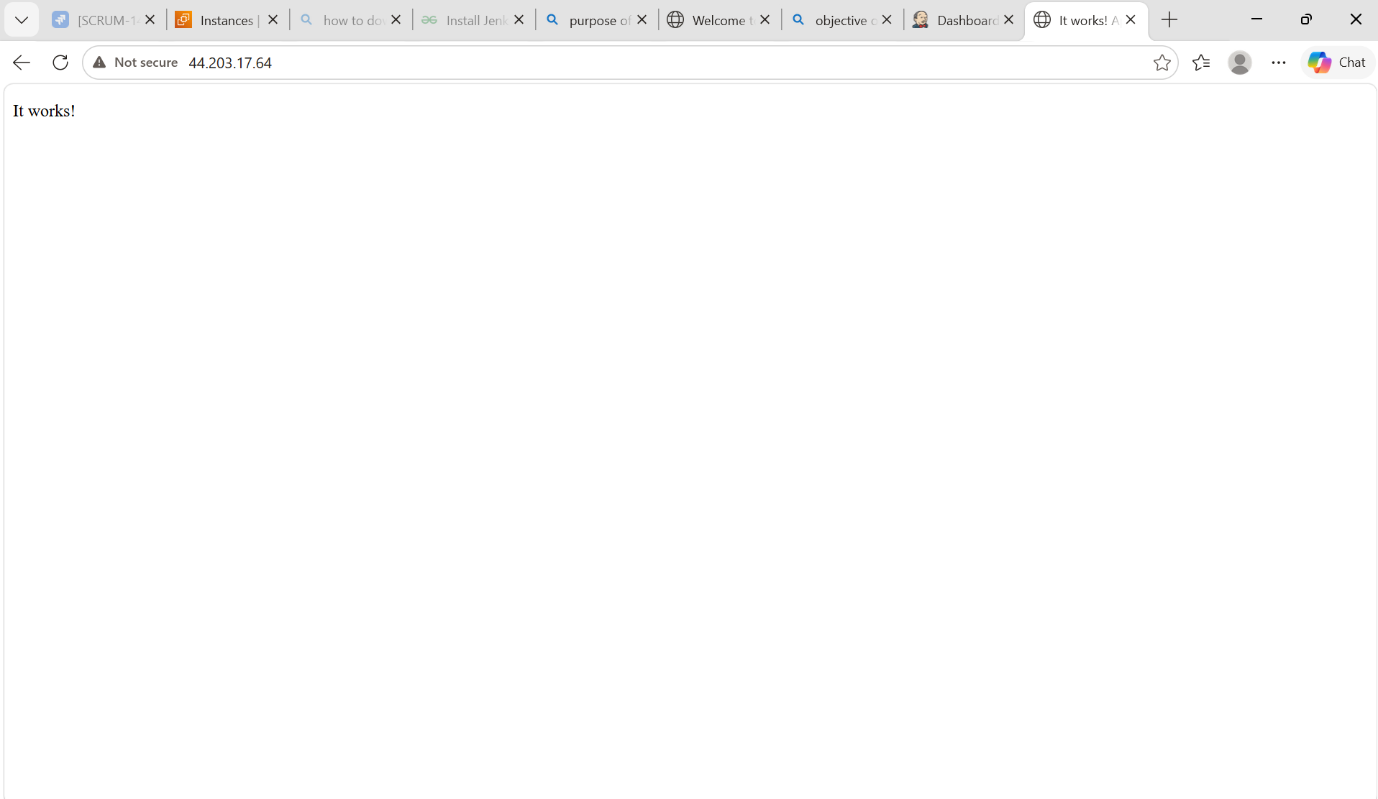 [SCRUM-1- Instances | how to do Install Jenk purpose of Welcome t objective o Dashboard It works! A
Not secure 44.203.17.64 Chat
It works!